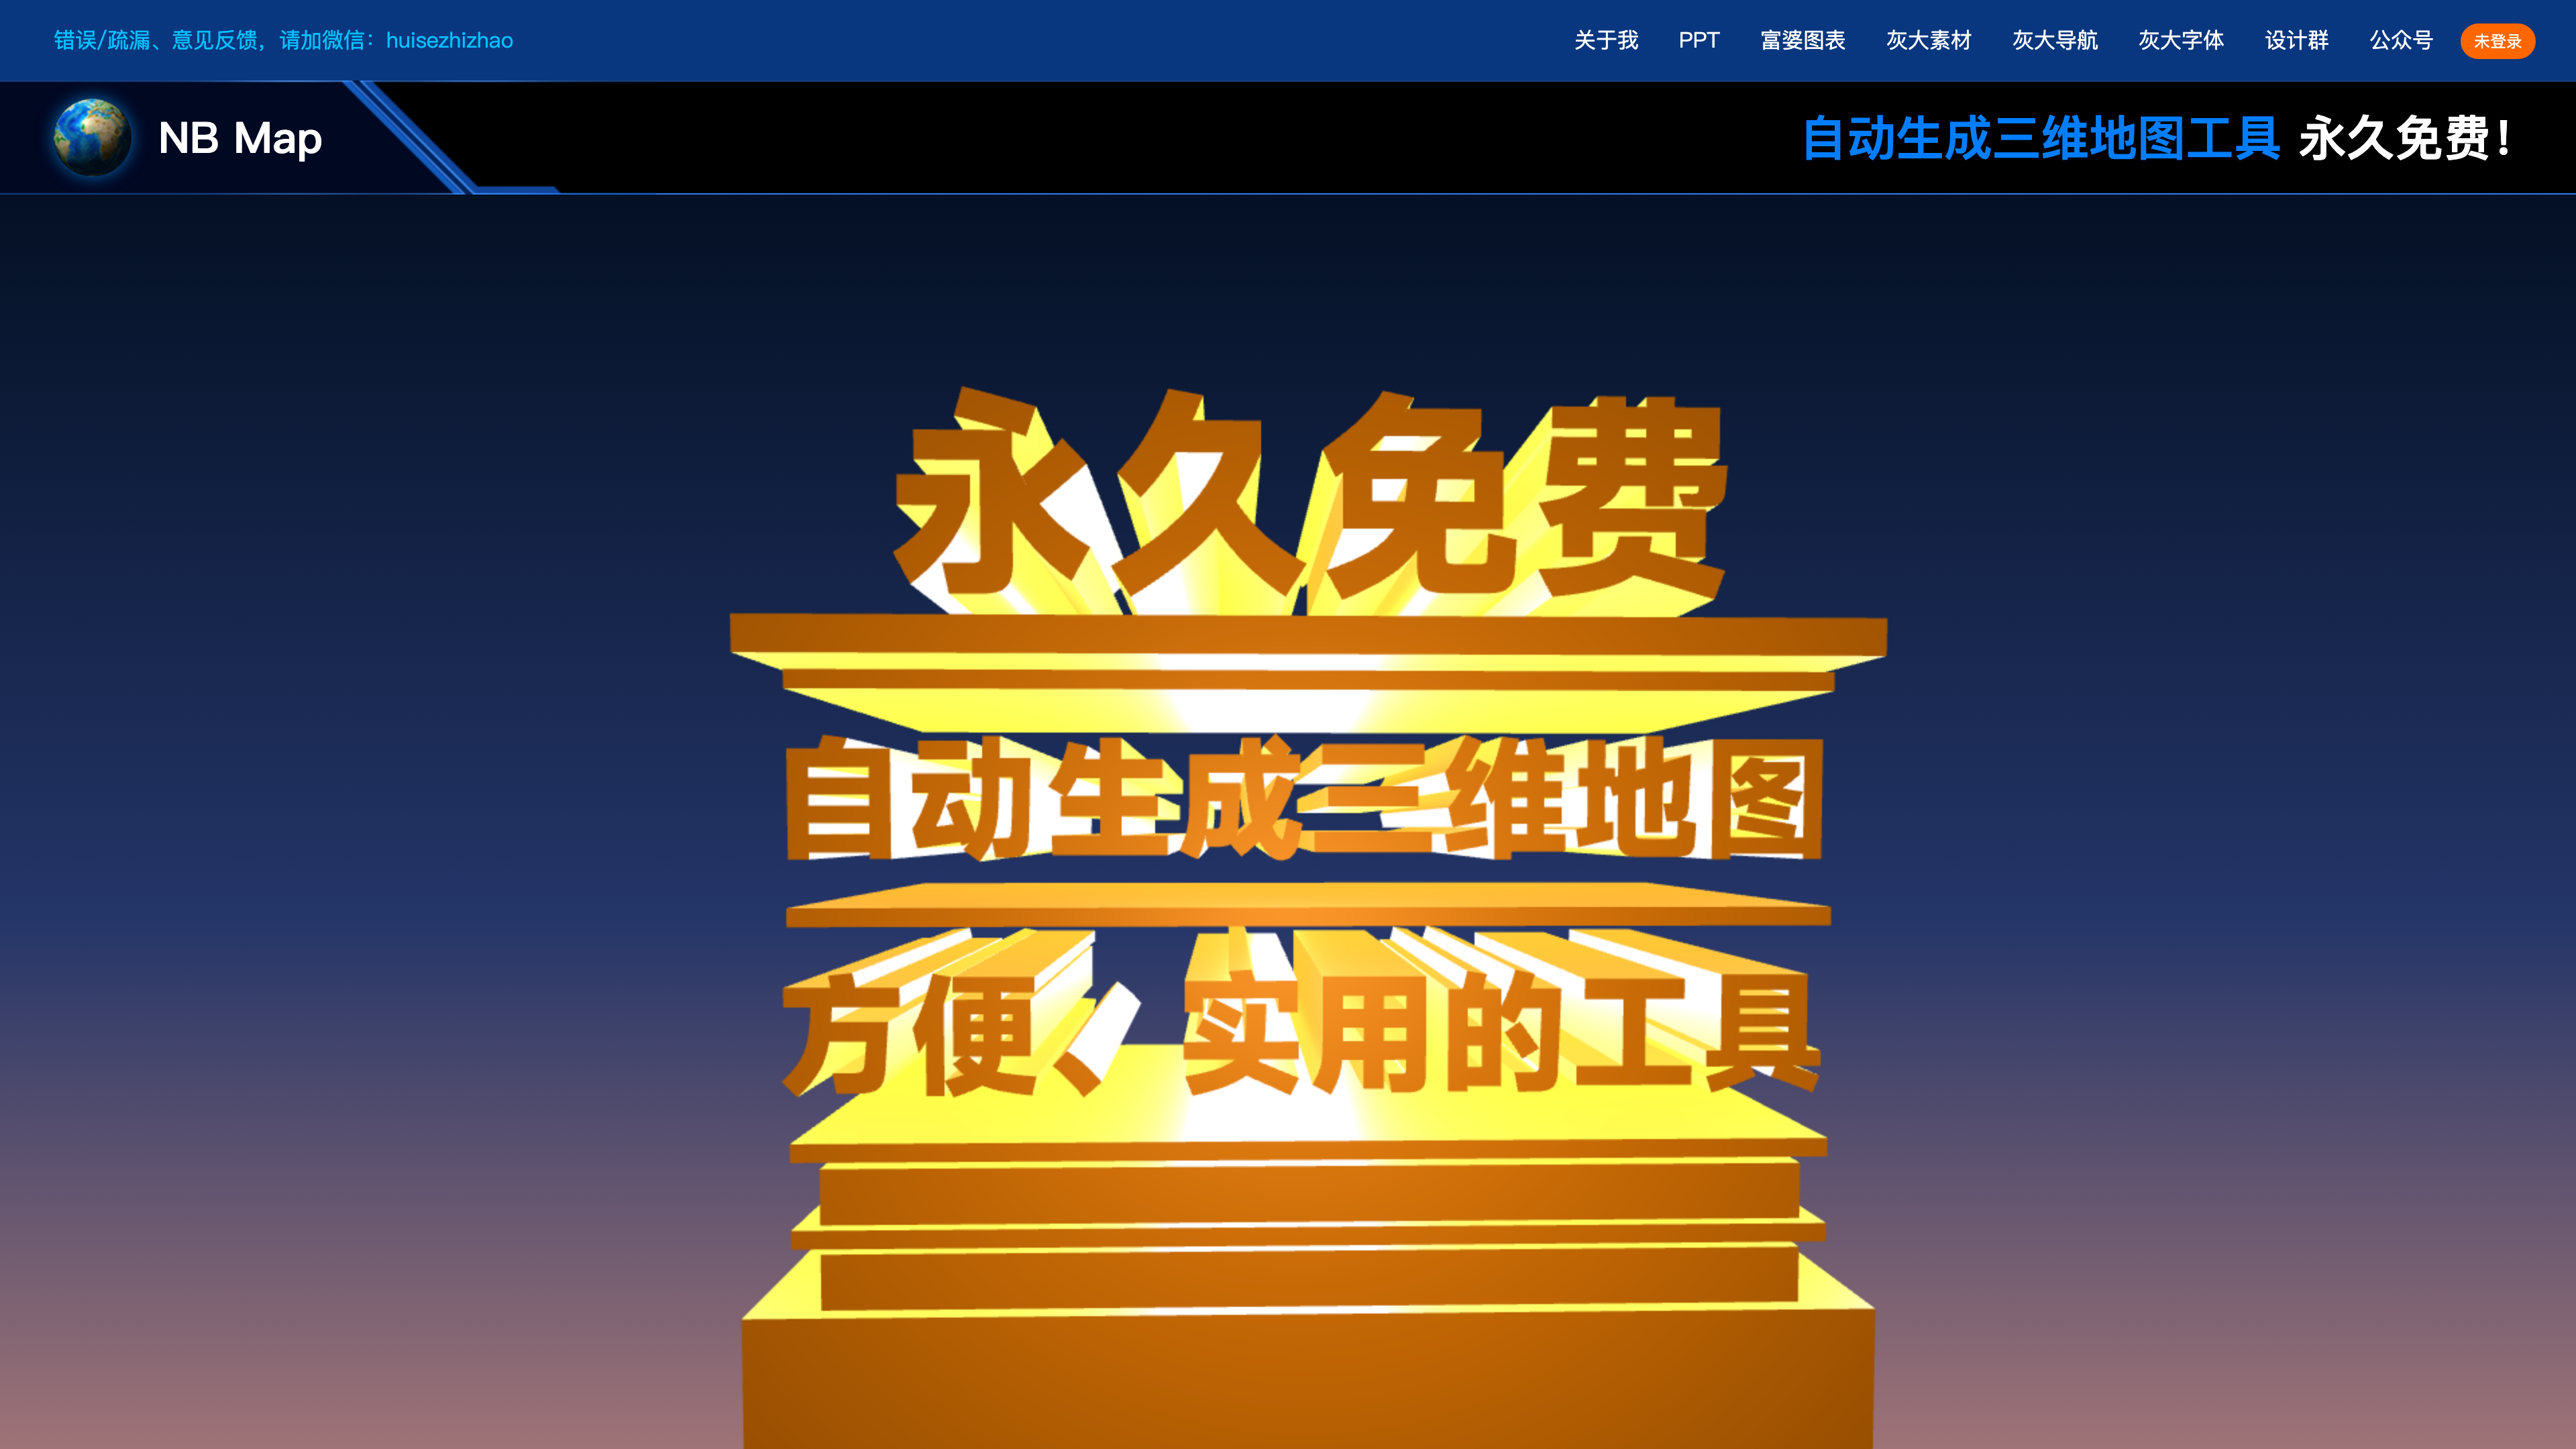 错误/疏漏、意见反馈，请加微信：huisezhizhao
关于我 PPT 富婆图表 灰大素材 灰大导航 灰大字体 设计群 公众号 未登录
NB Map
自动生成三维地图工具 永久免费！
永久免费
自动生成三维地图
方便、实用的工具